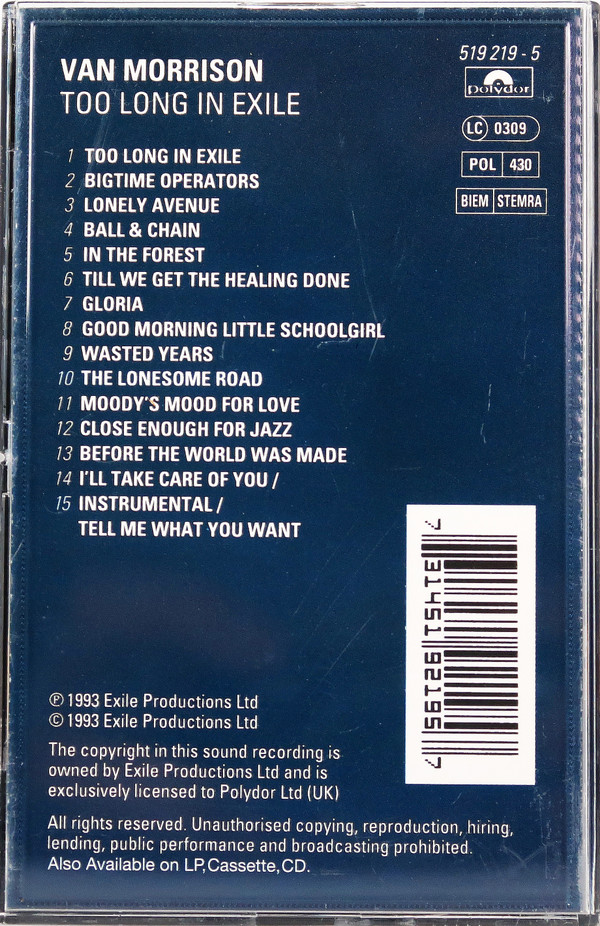 VAN MORRISON
TOO LONG IN EXILE
519 219 - 5
polydor
LC 0309
POL 430
BIEM STEMRA
1 TOO LONG IN EXILE
2 BIGTIME OPERATORS
3 LONELY AVENUE
4 BALL & CHAIN
5 IN THE FOREST
6 TILL WE GET THE HEALING DONE
7 GLORIA
8 GOOD MORNING LITTLE SCHOOLGIRL
9 WASTED YEARS
10 THE LONESOME ROAD
11 MOODY'S MOOD FOR LOVE
12 CLOSE ENOUGH FOR JAZZ
13 BEFORE THE WORLD WAS MADE
14 I'LL TAKE CARE OF YOU /
15 INSTRUMENTAL /
TELL ME WHAT YOU WANT
7 31451 92195 7
℗ 1993 Exile Productions Ltd
© 1993 Exile Productions Ltd
The copyright in this sound recording is
owned by Exile Productions Ltd and is
exclusively licensed to Polydor Ltd (UK)
All rights reserved. Unauthorised copying, reproduction, hiring,
lending, public performance and broadcasting prohibited.
Also Available on LP,Cassette,CD.